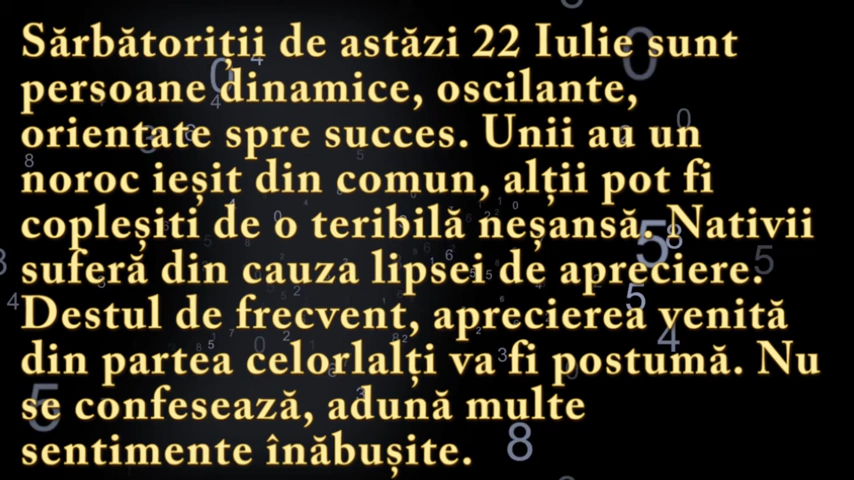 Sărbătoriții de astăzi 22 Iulie sunt
persoane dinamice, oscilante,
orientate spre succes. Unii au un
noroc ieșit din comun, alții pot fi
copleșiti de o teribilă neșansă. Nativii
suferă din cauza lipsei de apreciere.
Destul de frecvent, aprecierea venită
din partea celorlalți va fi postumă. Nu
se confesează, adună multe
sentimente înăbușite.